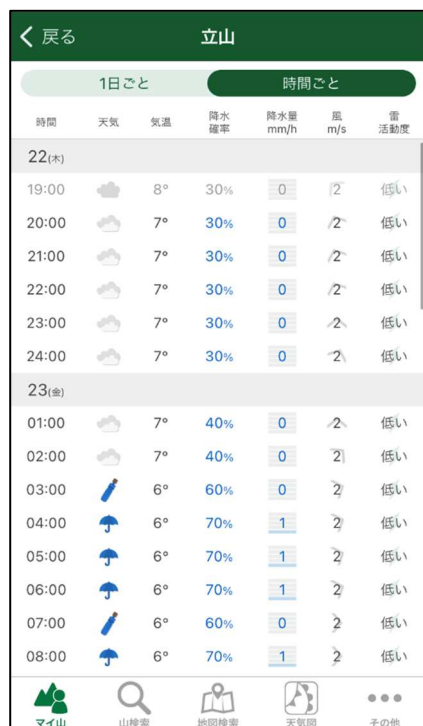 戻る 立山
1日ごと 時間ごと
時間 天気 気温 降水確率 降水量 mm/h 風 m/s 雷活動度
22(木)
19:00 8° 30% 0 2 低い
20:00 7° 30% 0 2 低い
21:00 7° 30% 0 2 低い
22:00 7° 30% 0 2 低い
23:00 7° 30% 0 2 低い
24:00 7° 30% 0 2 低い
23(金)
01:00 7° 40% 0 2 低い
02:00 7° 40% 0 2 低い
03:00 6° 60% 0 2 低い
04:00 6° 70% 1 2 低い
05:00 6° 70% 1 2 低い
06:00 6° 70% 1 2 低い
07:00 6° 60% 0 2 低い
08:00 6° 70% 1 2 低い
マイ山 山検索 地図検索 天気図 その他